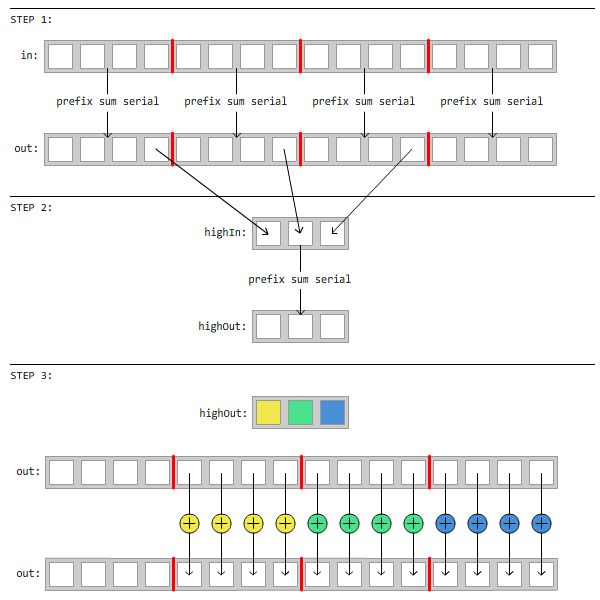 STEP 1:
in:
prefix sum serial prefix sum serial prefix sum serial prefix sum serial
out:
STEP 2:
highIn:
prefix sum serial
highOut:
STEP 3:
highOut:
out:
out: